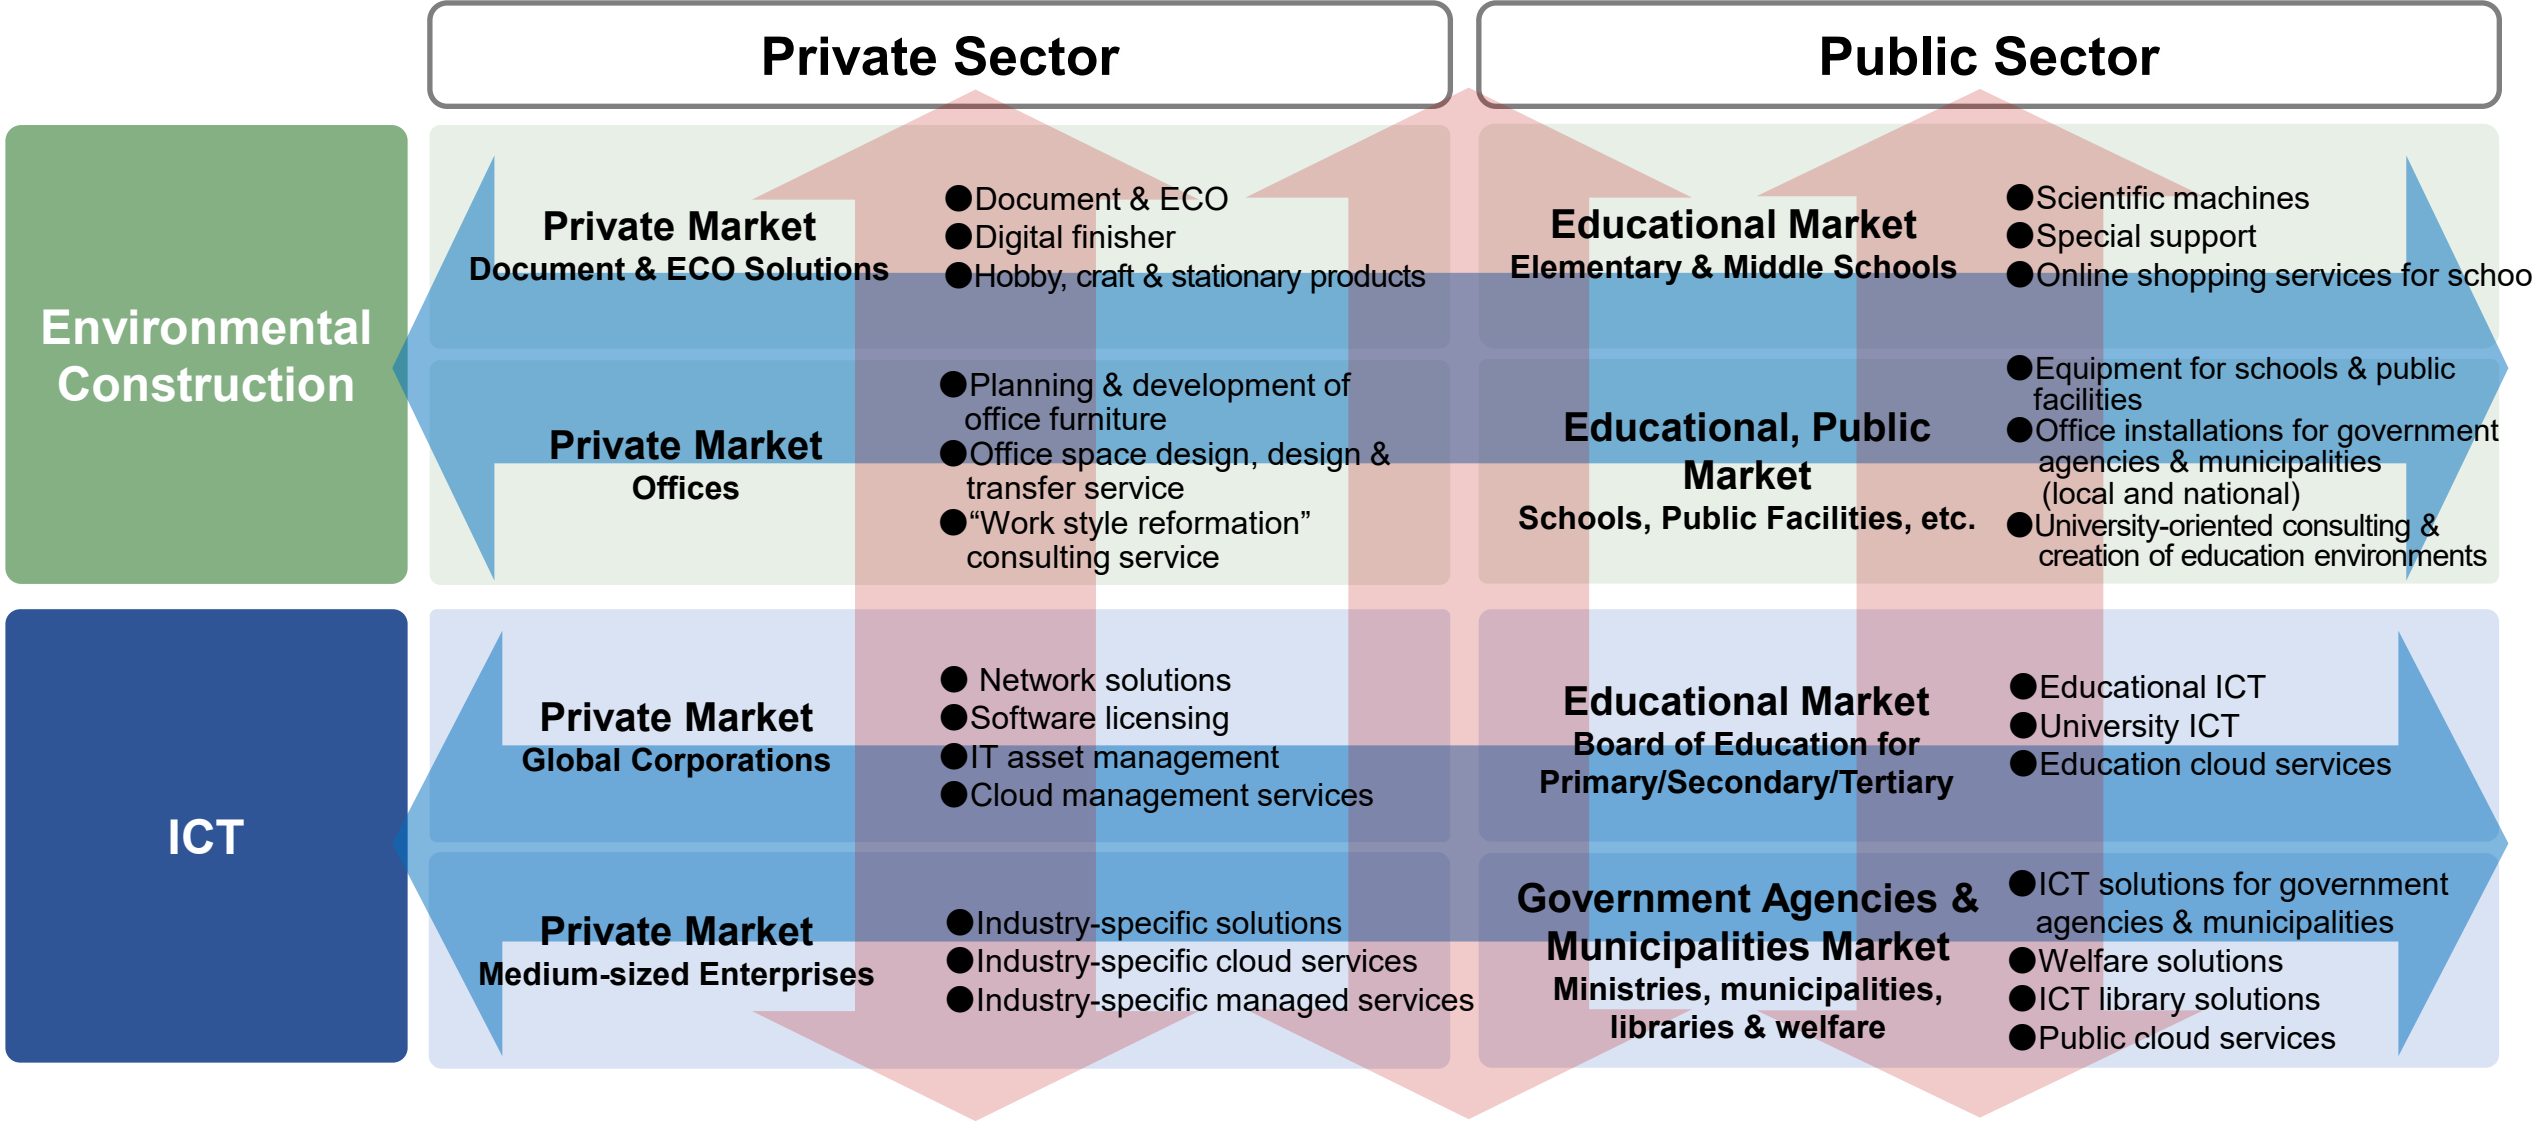 Private Sector
Public Sector
Environmental
Construction
Private Market
Document & ECO Solutions
●Document & ECO
●Digital finisher
●Hobby, craft & stationary products
Educational Market
Elementary & Middle Schools
●Scientific machines
●Special support
●Online shopping services for schoo
Private Market
Offices
●Planning & development of
office furniture
●Office space design, design &
transfer service
●“Work style reformation”
consulting service
Educational, Public
Market
Schools, Public Facilities, etc.
●Equipment for schools & public
facilities
●Office installations for government
agencies & municipalities
(local and national)
●University-oriented consulting &
creation of education environments
ICT
Private Market
Global Corporations
● Network solutions
●Software licensing
●IT asset management
●Cloud management services
Educational Market
Board of Education for
Primary/Secondary/Tertiary
●Educational ICT
●University ICT
●Education cloud services
Private Market
Medium-sized Enterprises
●Industry-specific solutions
●Industry-specific cloud services
●Industry-specific managed services
Government Agencies &
Municipalities Market
Ministries, municipalities,
libraries & welfare
●ICT solutions for government
agencies & municipalities
●Welfare solutions
●ICT library solutions
●Public cloud services